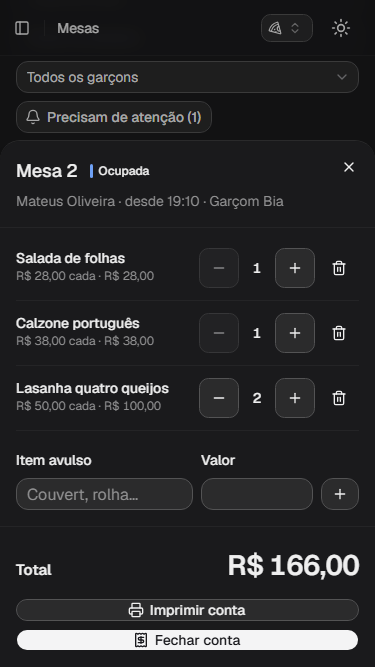 Mesas
Todos os garçons
Precisam de atenção (1)
Mesa 2 Ocupada
Mateus Oliveira · desde 19:10 · Garçom Bia
Salada de folhas
R$ 28,00 cada · R$ 28,00
1
Calzone português
R$ 38,00 cada · R$ 38,00
1
Lasanha quatro queijos
R$ 50,00 cada · R$ 100,00
2
Item avulso Valor
Couvert, rolha...
Total R$ 166,00
Imprimir conta
Fechar conta